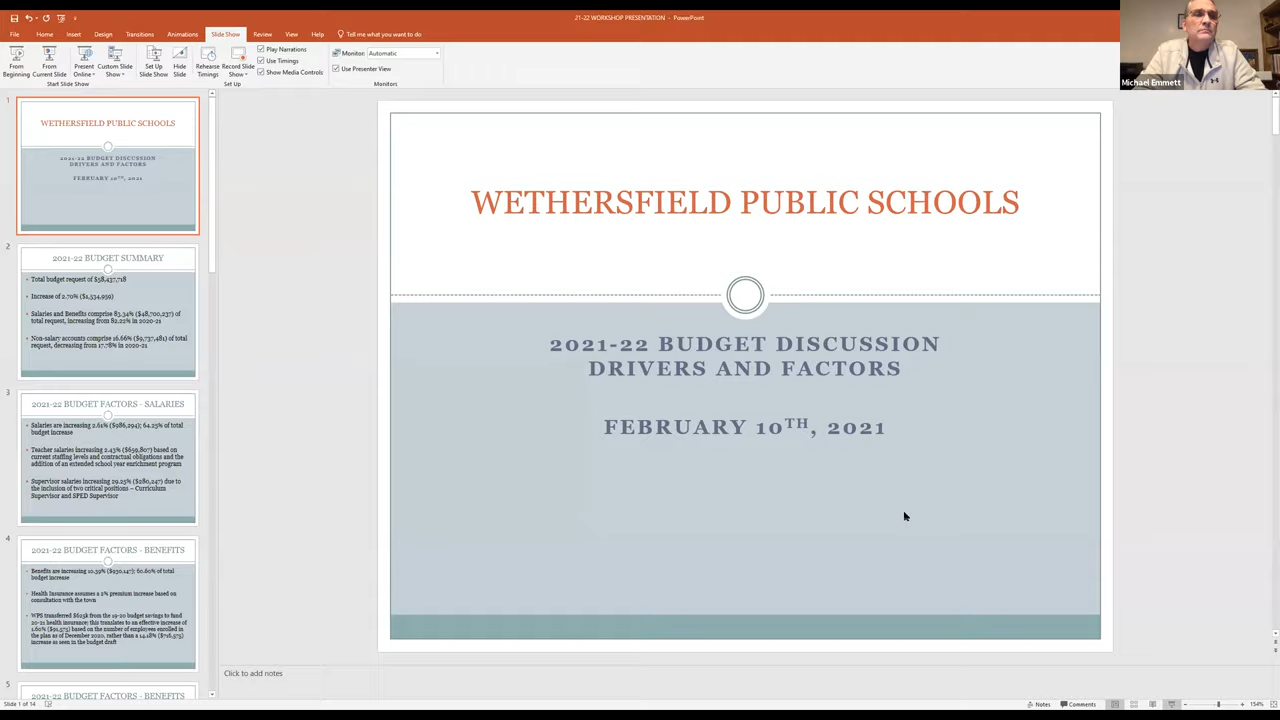 21-22 WORKSHOP PRESENTATION - PowerPoint
File Home Insert Design Transitions Animations Slide Show Review View Help Tell me what you want to do
From Beginning
From Current Slide
Present Online
Custom Slide Show
Set Up Slide Show
Hide Slide
Rehearse Timings
Record Slide Show
Play Narrations
Use Timings
Show Media Controls
Monitor: Automatic
Use Presenter View
Start Slide Show
Set Up
Monitors
Michael Emmett
1
WETHERSFIELD PUBLIC SCHOOLS
2021-22 BUDGET DISCUSSION
DRIVERS AND FACTORS
FEBRUARY 10TH, 2021
2
2021-22 BUDGET SUMMARY
• Total budget request of $58,437,718
• Increase of 2.70% ($1,534,959)
• Salaries and Benefits comprise 83.34% ($48,700,237) of
total request, increasing from 82.22% in 2020-21
• Non-salary accounts comprise 16.66% ($9,737,481) of total
request, decreasing from 17.78% in 2020-21
3
2021-22 BUDGET FACTORS - SALARIES
• Salaries are increasing 2.61% ($986,294); 64.25% of total
budget increase
• Teacher salaries increasing 2.43% ($659,807) based on
current staffing levels and contractual obligations and the
addition of an extended school year enrichment program
• Supervisor salaries increasing 29.25% ($280,247) due to
the inclusion of two critical positions – Curriculum
Supervisor and SPED Supervisor
4
2021-22 BUDGET FACTORS - BENEFITS
• Benefits are increasing 10.39% ($930,147); 60.60% of total
budget increase
• Health Insurance assumes a 2% premium increase based on
consultation with the town
• WPS transferred $625k from the 19-20 budget savings to fund
20-21 health insurance; this translates to an effective increase of
1.60% ($91,573) based on the number of employees enrolled in
the plan as of December 2020, rather than a 14.18% ($716,573)
increase as seen in the budget draft
5
2021-22 BUDGET FACTORS - BENEFITS
WETHERSFIELD PUBLIC SCHOOLS
2021-22 BUDGET DISCUSSION
DRIVERS AND FACTORS
FEBRUARY 10TH, 2021
Click to add notes
Slide 1 of 14
Notes
Comments
154%